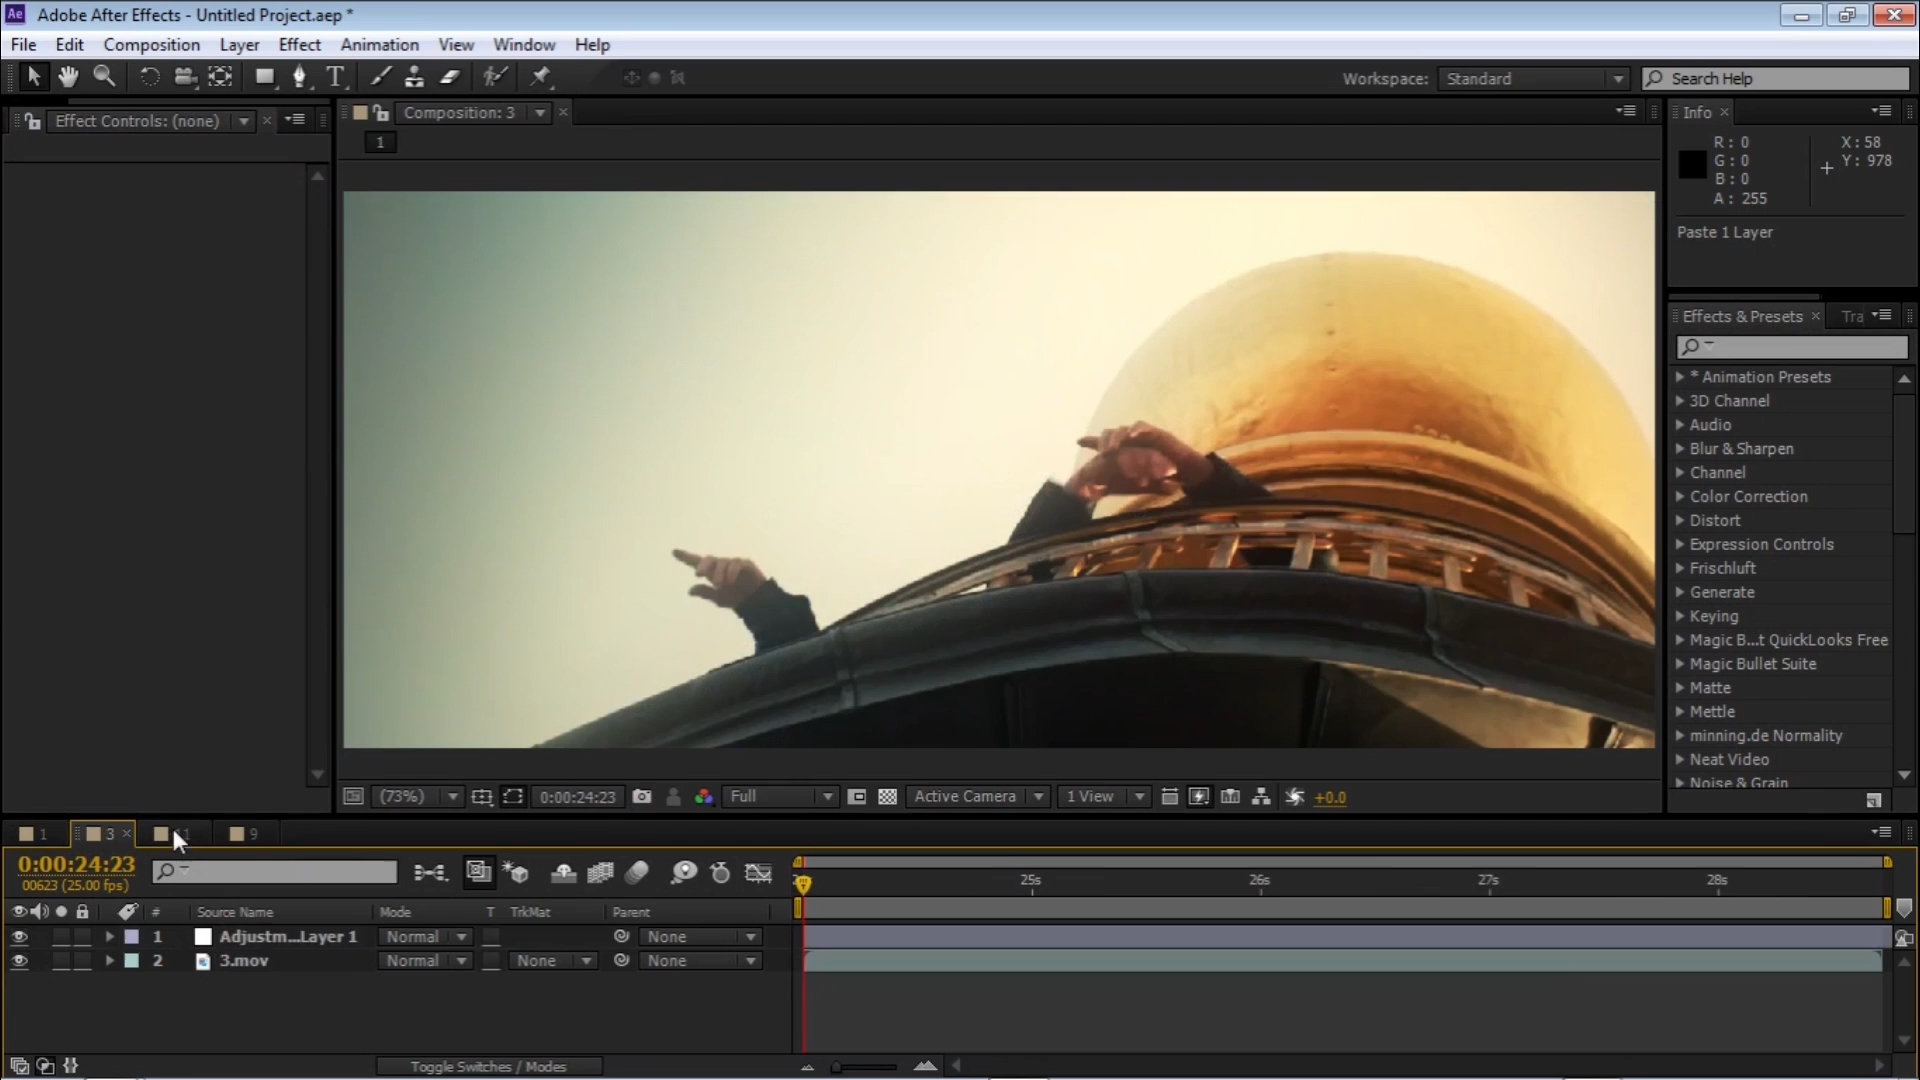 Ae Adobe After Effects - Untitled Project.aep *
File Edit Composition Layer Effect Animation View Window Help
T Workspace: Standard Search Help
Effect Controls: (none) ×
Composition: 3 ×
1
Info ×
R: 0 X: 58
G: 0 Y: 978
B: 0
A: 255
Paste 1 Layer
Effects & Presets × Tra
* Animation Presets
3D Channel
Audio
Blur & Sharpen
Channel
Color Correction
Distort
Expression Controls
Frischluft
Generate
Keying
Magic B...t QuickLooks Free
Magic Bullet Suite
Matte
Mettle
minning.de Normality
Neat Video
Noise & Grain
(73%) 0:00:24:23 Full Active Camera 1 View +0.0
1 3 × 11 9
0:00:24:23
00623 (25.00 fps)
25s 26s 27s 28s
# Source Name Mode T TrkMat Parent
1 Adjustm...Layer 1 Normal None
2 3.mov Normal None None
Toggle Switches / Modes